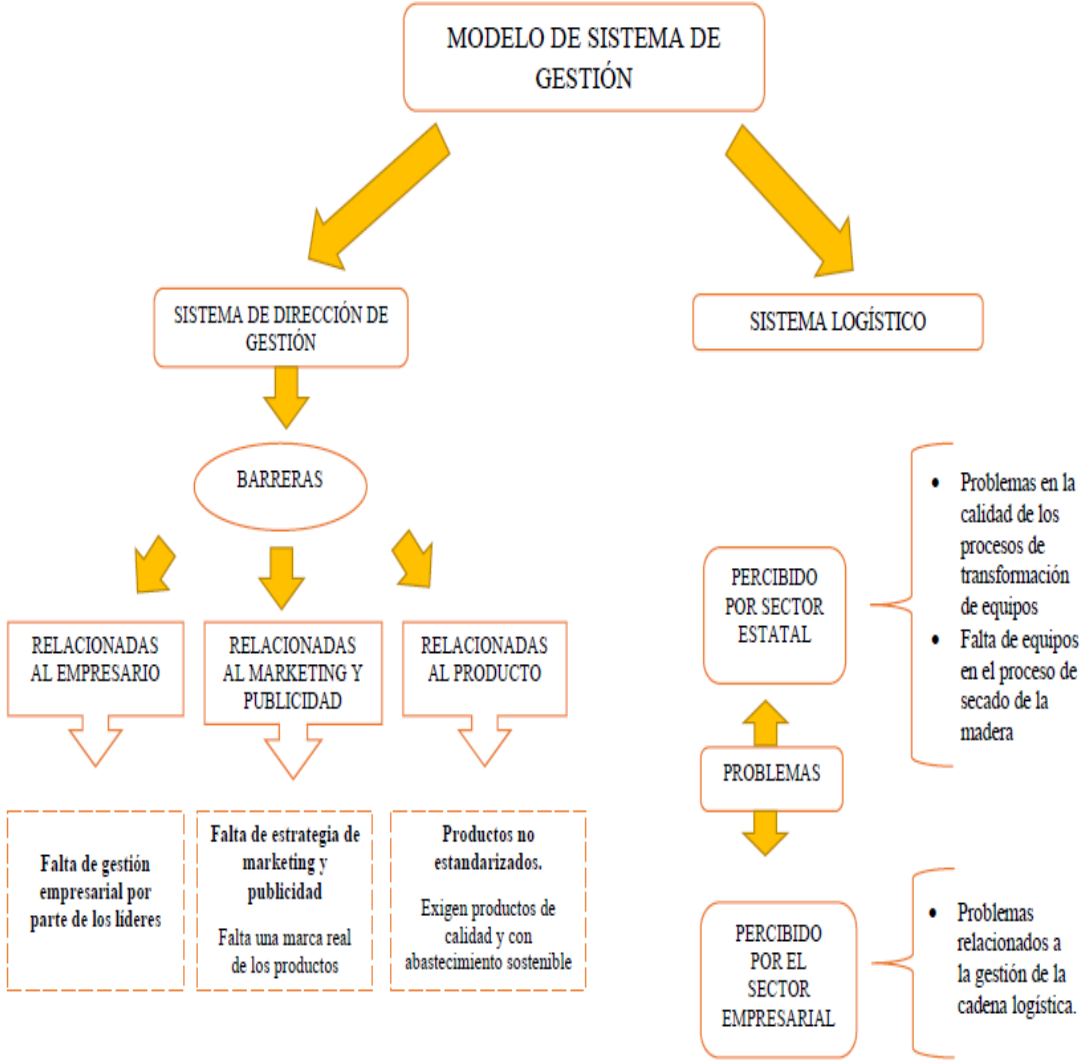 MODELO DE SISTEMA DE
GESTIÓN
SISTEMA DE DIRECCIÓN DE
GESTIÓN
BARRERAS
RELACIONADAS
AL EMPRESARIO
RELACIONADAS
AL MARKETING Y
PUBLICIDAD
RELACIONADAS
AL PRODUCTO
Falta de gestión
empresarial por
parte de los líderes
Falta de estrategia de
marketing y
publicidad
Falta una marca real
de los productos
Productos no
estandarizados.
Exigen productos de
calidad y con
abastecimiento sostenible
SISTEMA LOGÍSTICO
PERCIBIDO
POR SECTOR
ESTATAL
• Problemas en la
calidad de los
procesos de
transformación
de equipos
• Falta de equipos
en el proceso de
secado de la
madera
PROBLEMAS
PERCIBIDO
POR EL
SECTOR
EMPRESARIAL
• Problemas
relacionados a
la gestión de la
cadena logística.